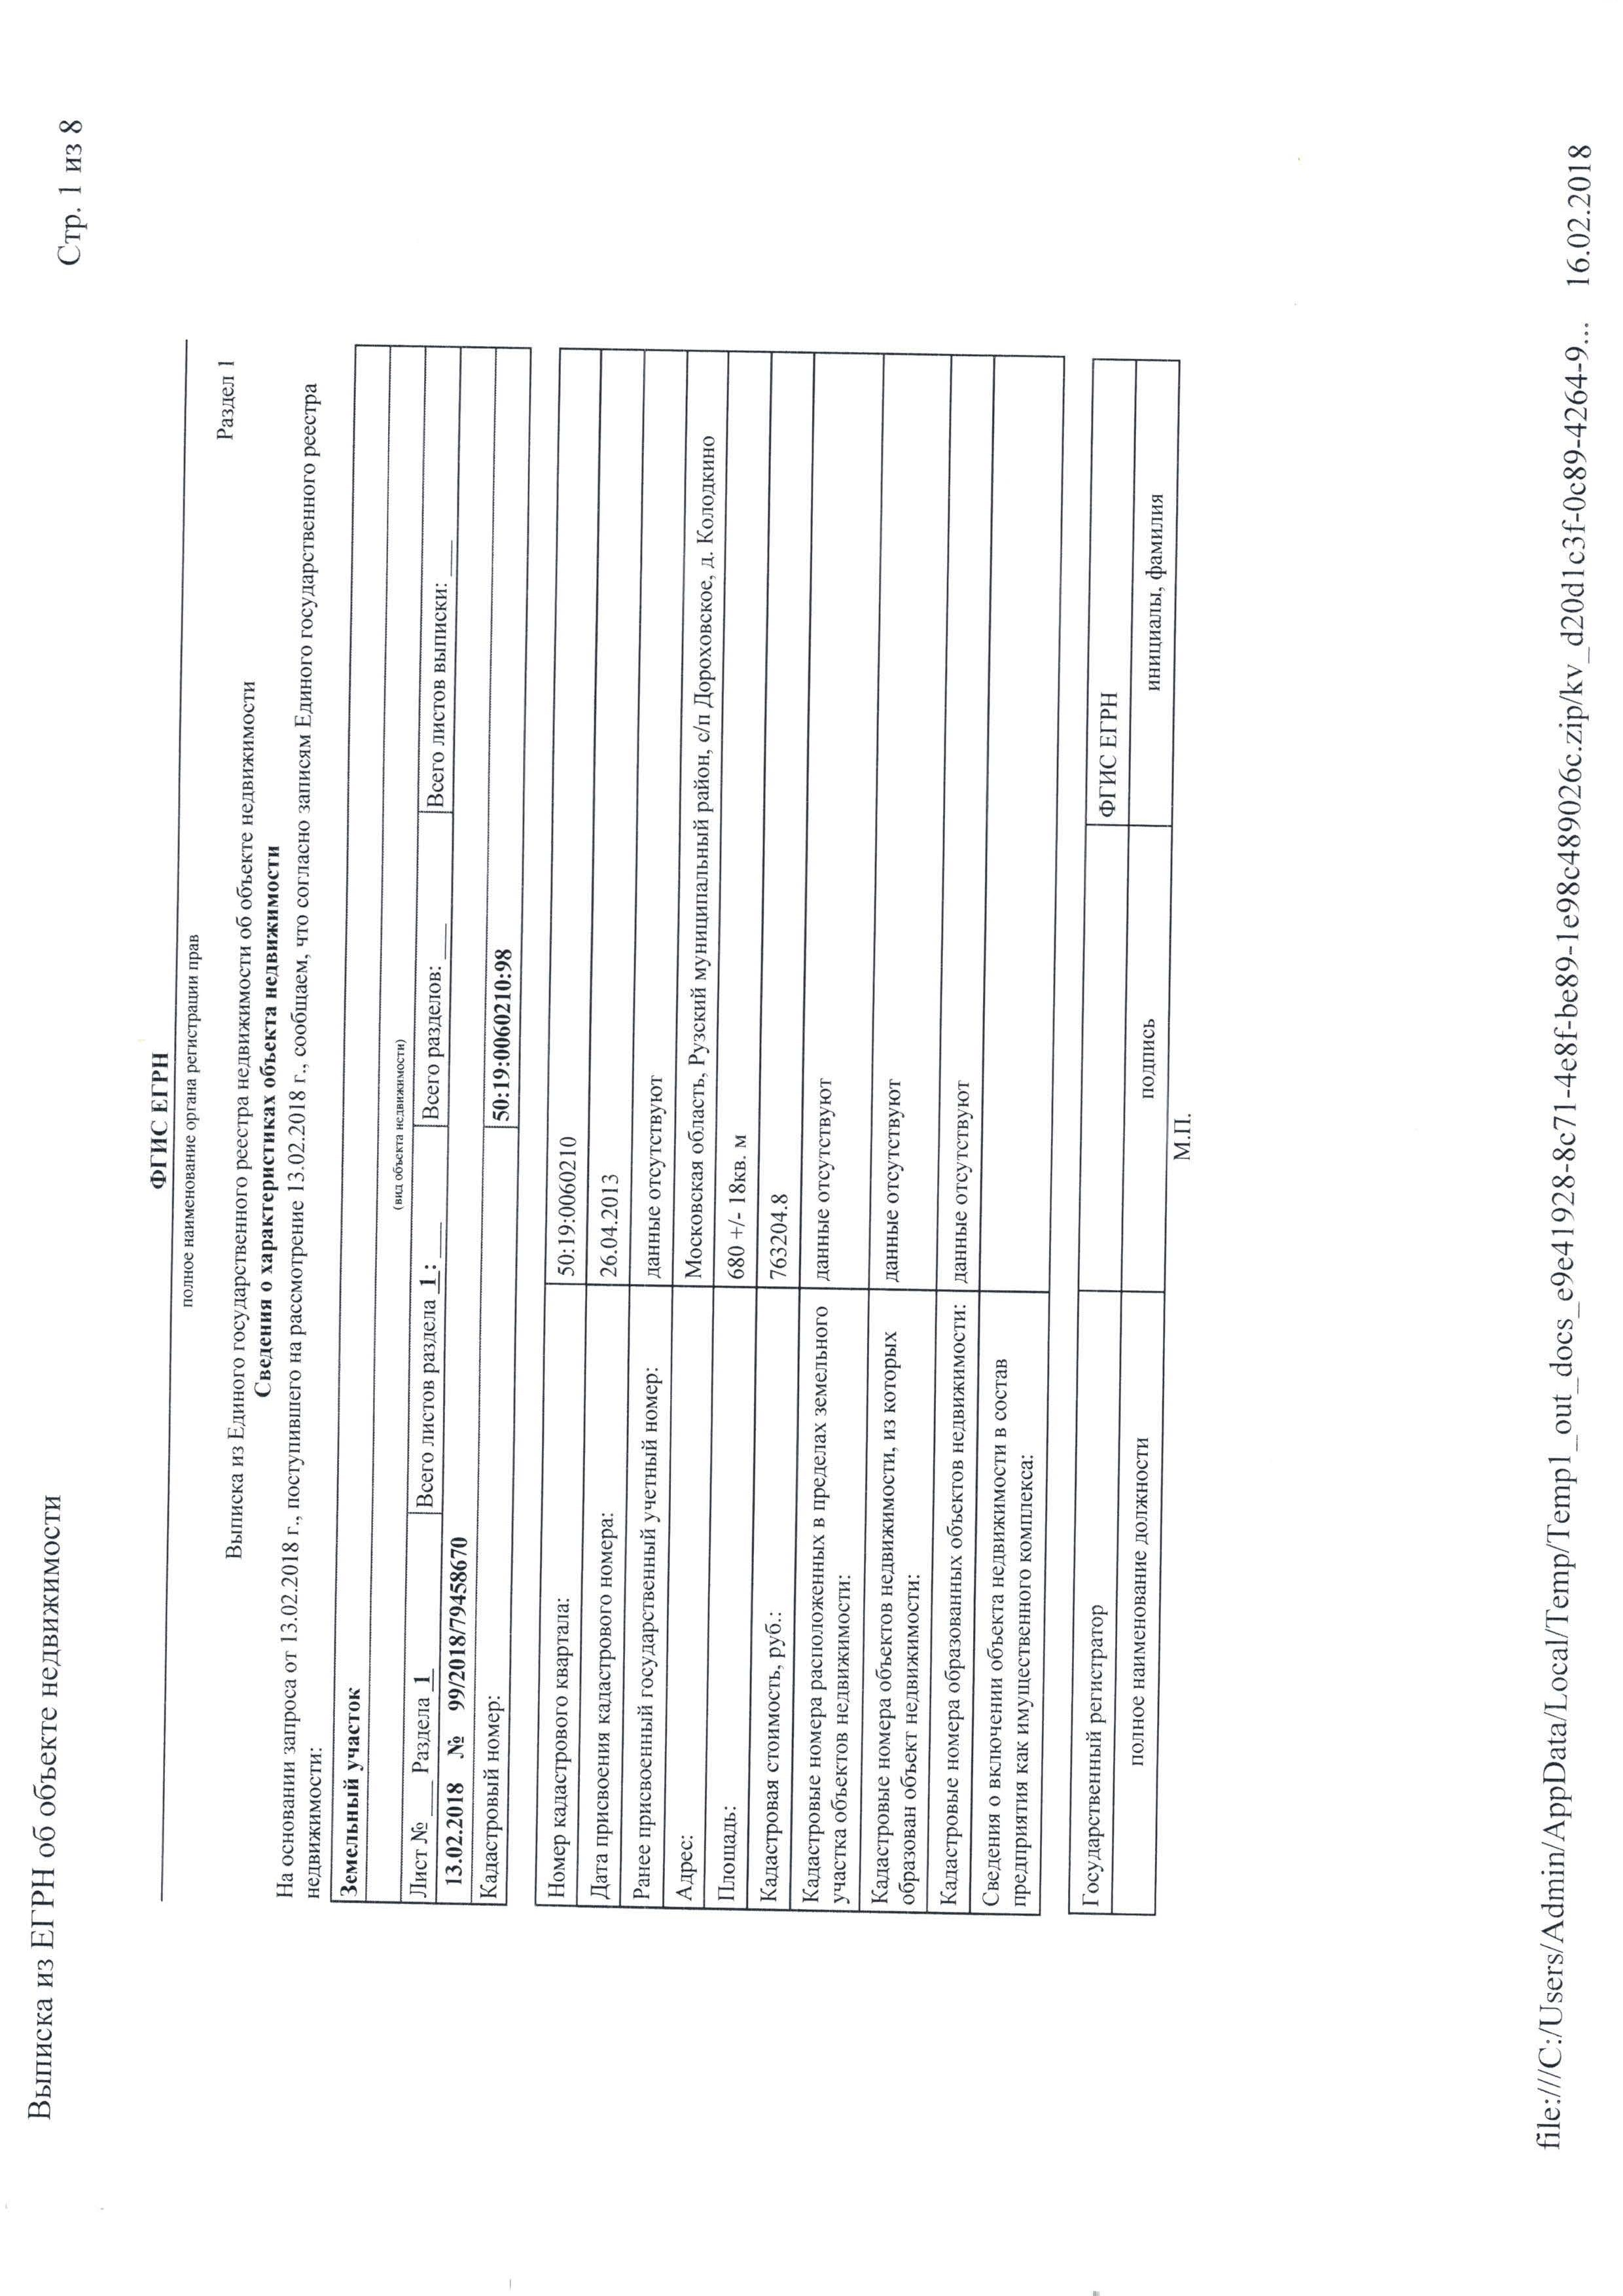 Выписка из ЕГРН об объекте недвижимости Стр. 1 из 8
ФГИС ЕГРН
полное наименование органа регистрации прав
Раздел 1
Выписка из Единого государственного реестра недвижимости об объекте недвижимости
Сведения о характеристиках объекта недвижимости
На основании запроса от 13.02.2018 г., поступившего на рассмотрение 13.02.2018 г., сообщаем, что согласно записям Единого государственного реестра
недвижимости:
Земельный участок
(вид объекта недвижимости)
Лист № ___ Раздела 1 Всего листов раздела 1 : ___ Всего разделов: ___ Всего листов выписки: ___
13.02.2018 № 99/2018/79458670
Кадастровый номер: 50:19:0060210:98
Номер кадастрового квартала: 50:19:0060210
Дата присвоения кадастрового номера: 26.04.2013
Ранее присвоенный государственный учетный номер: данные отсутствуют
Адрес: Московская область, Рузский муниципальный район, с/п Дороховское, д. Колодкино
Площадь: 680 +/- 18кв. м
Кадастровая стоимость, руб.: 763204.8
Кадастровые номера расположенных в пределах земельного данные отсутствуют
участка объектов недвижимости:
Кадастровые номера объектов недвижимости, из которых данные отсутствуют
образован объект недвижимости:
Кадастровые номера образованных объектов недвижимости: данные отсутствуют
Сведения о включении объекта недвижимости в состав
предприятия как имущественного комплекса:
Государственный регистратор ФГИС ЕГРН
полное наименование должности подпись инициалы, фамилия
М.П.
file:///C:/Users/Admin/AppData/Local/Temp/Temp1_out_docs_e9e41928-8c71-4e8f-be89-1e98c489026c.zip/kv_d20d1c3f-0c89-4264-9... 16.02.2018